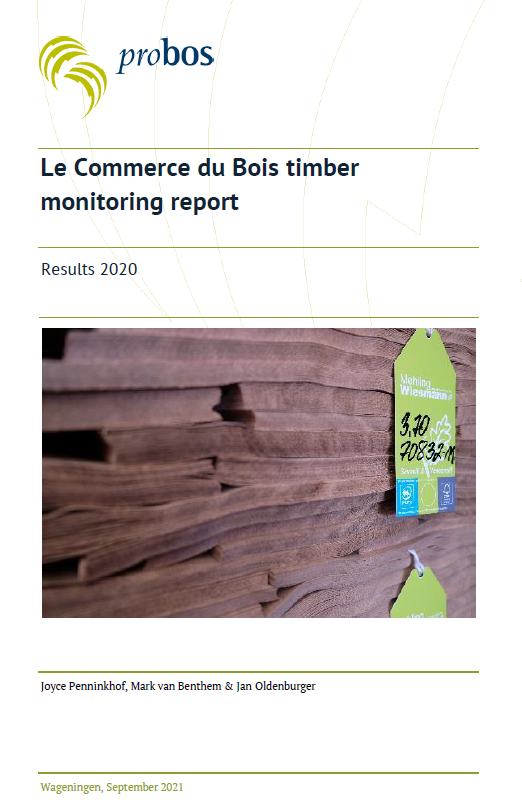 probos
Le Commerce du Bois timber
monitoring report
Results 2020
Mehling
Wiesmann
3,70
70832
Joyce Penninkhof, Mark van Benthem & Jan Oldenburger
Wageningen, September 2021